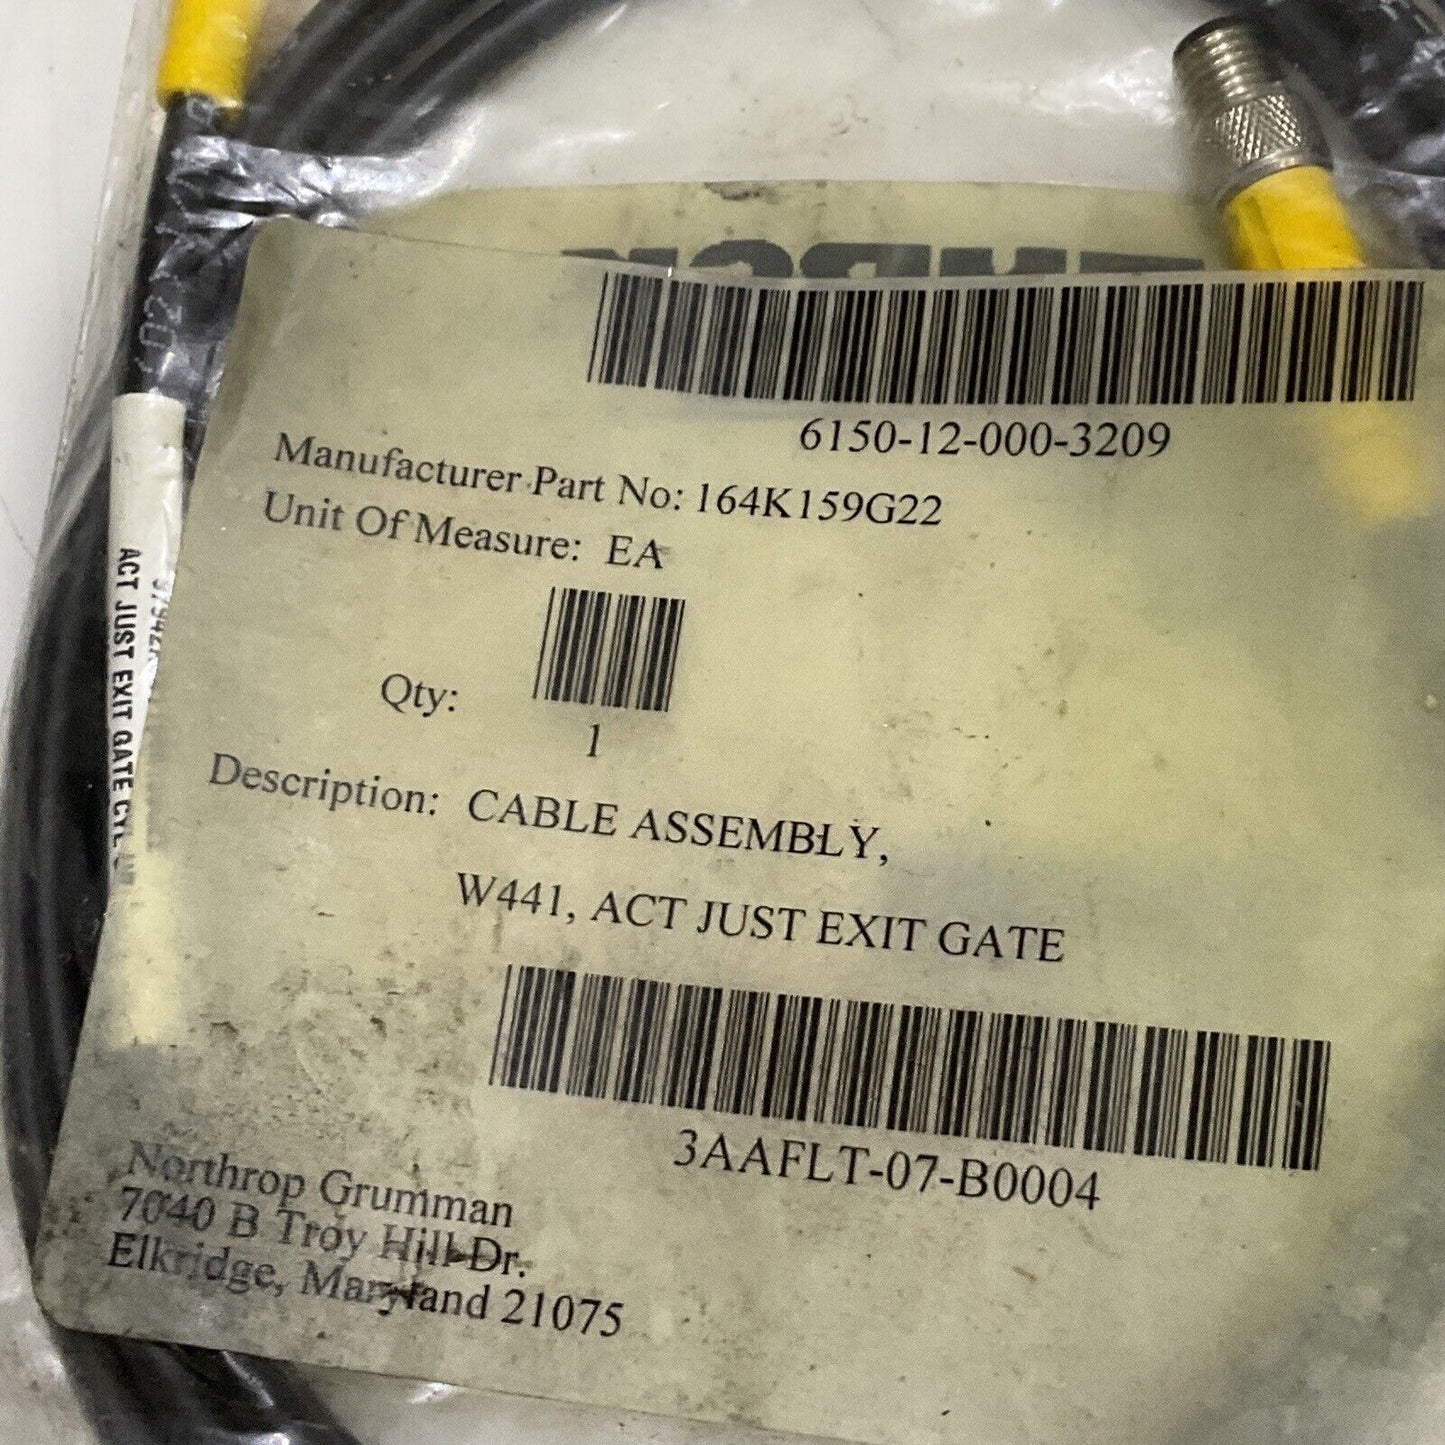 6150-12-000-3209
Manufacturer Part No: 164K159G22
Unit Of Measure: EA
Qty:
1
Description: CABLE ASSEMBLY,
W441, ACT JUST EXIT GATE
3AAFLT-07-B0004
Northrop Grumman
7040 B Troy Hill Dr.
Elkridge, Maryland 21075
ACT JUST EXIT GATE CYL